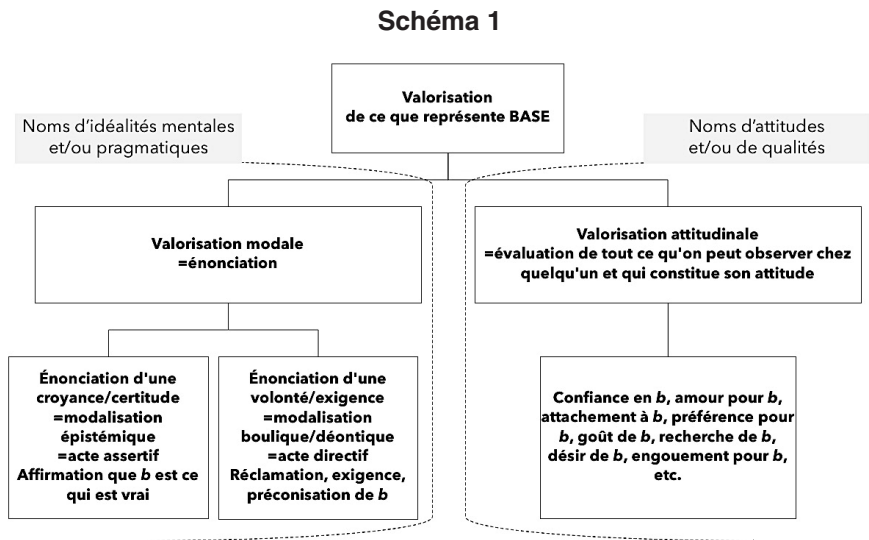 Schéma 1
Valorisation
de ce que représente BASE
Noms d'idéalités mentales
et/ou pragmatiques
Noms d'attitudes
et/ou de qualités
Valorisation modale
=énonciation
Valorisation attitudinale
=évaluation de tout ce qu'on peut observer chez
quelqu'un et qui constitue son attitude
Énonciation d'une
croyance/certitude
=modalisation
épistémique
=acte assertif
Affirmation que b est ce
qui est vrai
Énonciation d'une
volonté/exigence
=modalisation
boulique/déontique
=acte directif
Réclamation, exigence,
préconisation de b
Confiance en b, amour pour b,
attachement à b, préférence pour
b, goût de b, recherche de b,
désir de b, engouement pour b,
etc.